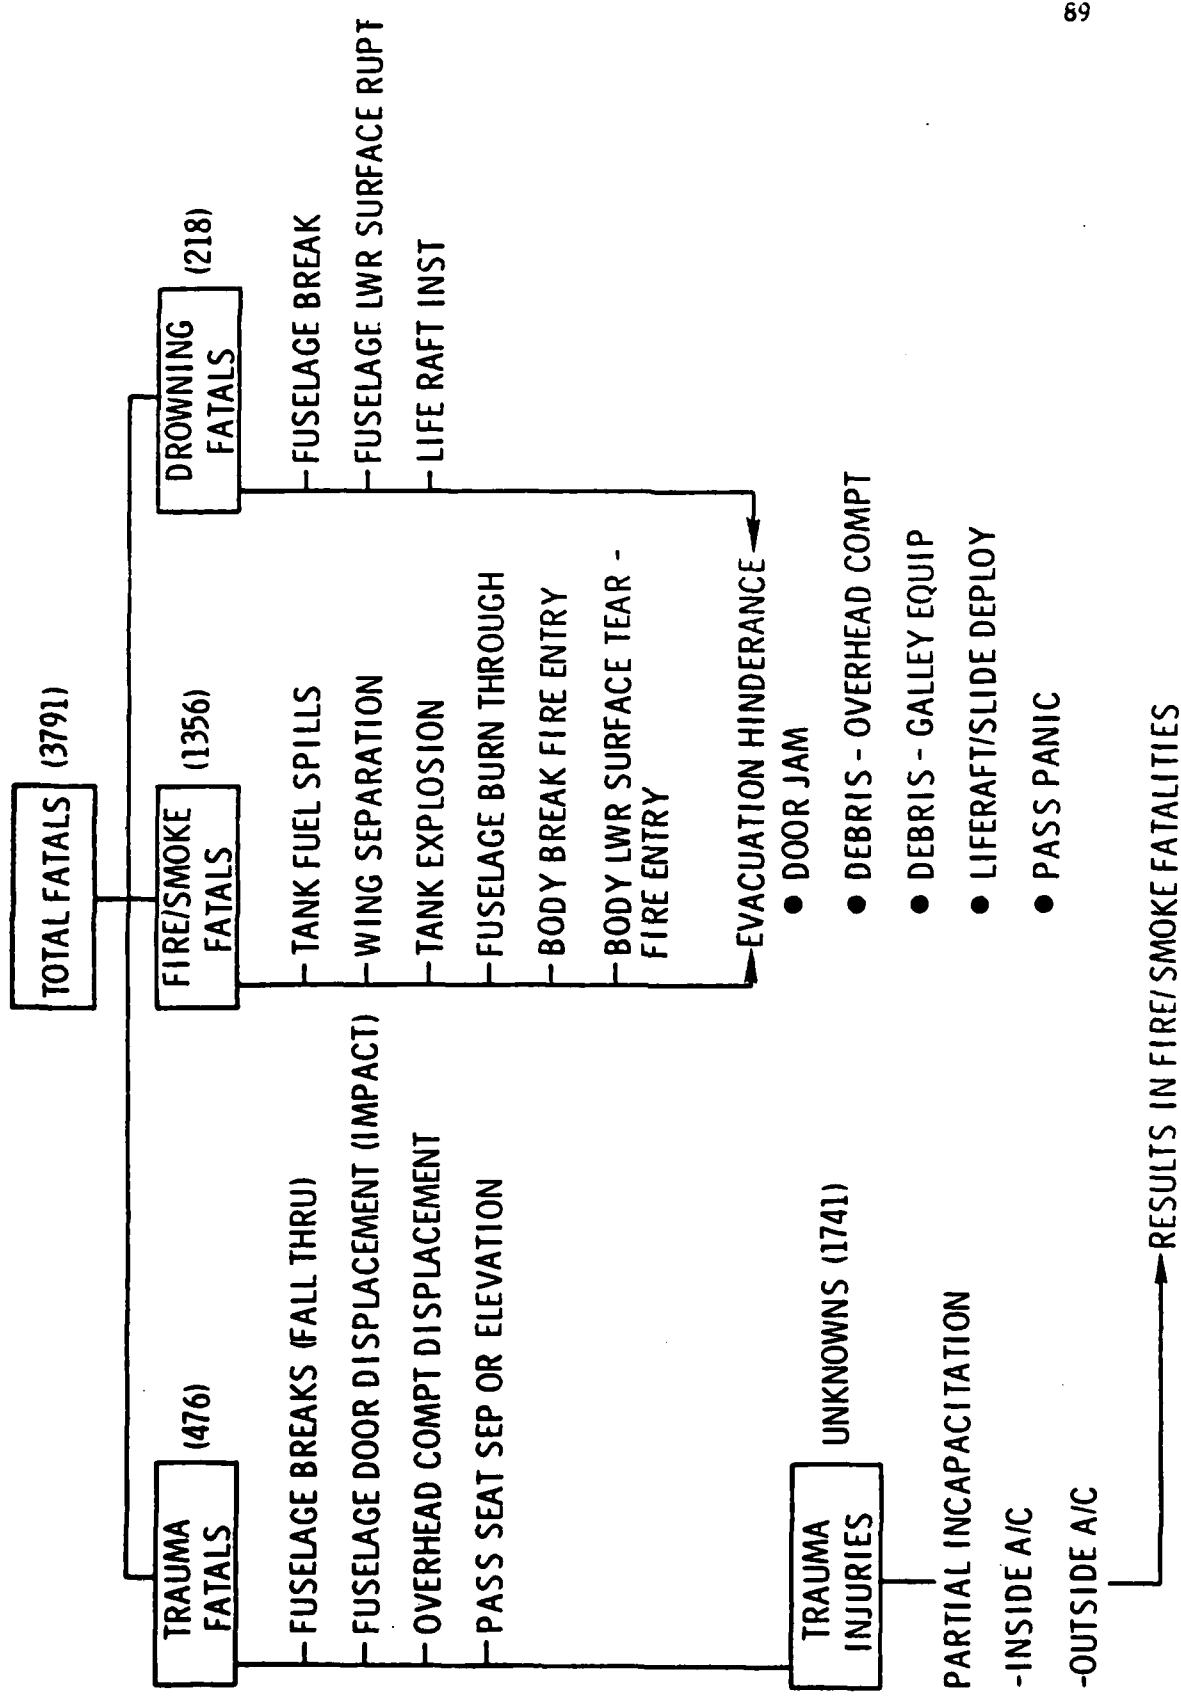 TOTAL FATALS (3791)
TRAUMA
FATALS
(476)
FUSELAGE BREAKS (FALL THRU)
FUSELAGE DOOR DISPLACEMENT (IMPACT)
OVERHEAD COMPT DISPLACEMENT
PASS SEAT SEP OR ELEVATION
TRAUMA
INJURIES
UNKNOWNS (1741)
PARTIAL INCAPACITATION
-INSIDE A/C
-OUTSIDE A/C
RESULTS IN FIRE/SMOKE FATALITIES
FIRE/SMOKE
FATALS
(1356)
TANK FUEL SPILLS
WING SEPARATION
TANK EXPLOSION
FUSELAGE BURN THROUGH
BODY BREAK FIRE ENTRY
BODY LWR SURFACE TEAR -
FIRE ENTRY
EVACUATION HINDERANCE
● DOOR JAM
● DEBRIS - OVERHEAD COMPT
● DEBRIS - GALLEY EQUIP
● LIFERAFT/SLIDE DEPLOY
● PASS PANIC
DROWNING
FATALS
(218)
FUSELAGE BREAK
FUSELAGE LWR SURFACE RUPT
LIFE RAFT INST
89